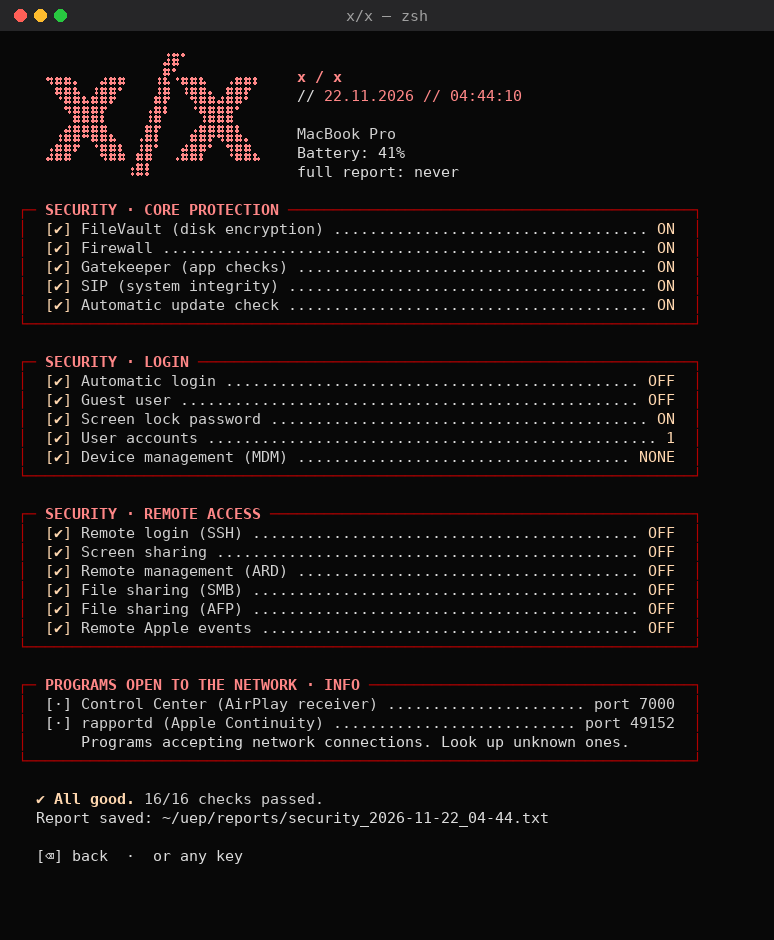 x/x — zsh
x/x
x / x
// 22.11.2026 // 04:44:10
MacBook Pro
Battery: 41%
full report: never
SECURITY · CORE PROTECTION
[✔] FileVault (disk encryption) ................................... ON
[✔] Firewall ...................................................... ON
[✔] Gatekeeper (app checks) ....................................... ON
[✔] SIP (system integrity) ........................................ ON
[✔] Automatic update check ........................................ ON
SECURITY · LOGIN
[✔] Automatic login .............................................. OFF
[✔] Guest user ................................................... OFF
[✔] Screen lock password .......................................... ON
[✔] User accounts .................................................. 1
[✔] Device management (MDM) ..................................... NONE
SECURITY · REMOTE ACCESS
[✔] Remote login (SSH) ........................................... OFF
[✔] Screen sharing ............................................... OFF
[✔] Remote management (ARD) ...................................... OFF
[✔] File sharing (SMB) ........................................... OFF
[✔] File sharing (AFP) ........................................... OFF
[✔] Remote Apple events .......................................... OFF
PROGRAMS OPEN TO THE NETWORK · INFO
[·] Control Center (AirPlay receiver) ...................... port 7000
[·] rapportd (Apple Continuity) ........................... port 49152
Programs accepting network connections. Look up unknown ones.
✔ All good. 16/16 checks passed.
Report saved: ~/uep/reports/security_2026-11-22_04-44.txt
[⌫] back · or any key